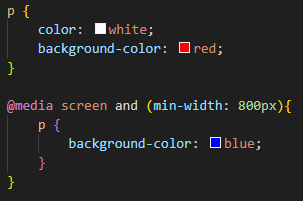 p {
    color: white;
    background-color: red;
}

@media screen and (min-width: 800px){
    p {
        background-color: blue;
    }
}